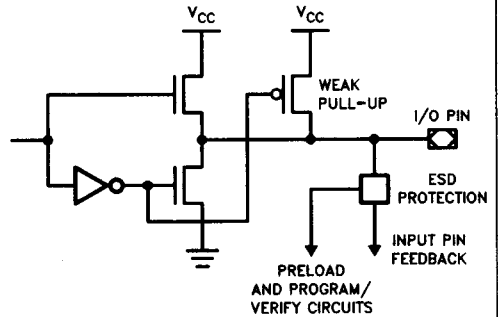 VCC
VCC
WEAK
PULL-UP
I/O PIN
ESD
PROTECTION
INPUT PIN
FEEDBACK
PRELOAD
AND PROGRAM/
VERIFY CIRCUITS